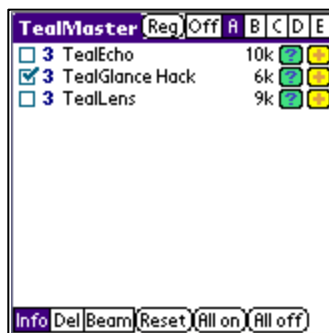 TealMaster Reg Off A B C D E
3 TealEcho 10k ? +
3 TealGlance Hack 6k ? +
3 TealLens 9k ? +
Info Del Beam Reset All on All off